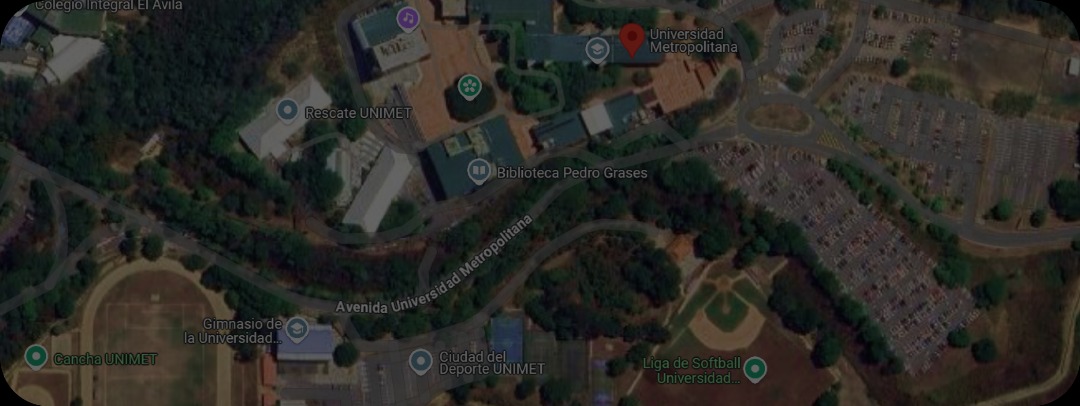 Colegio Integral El Ávila
Universidad
Metropolitana
Rescate UNIMET
Biblioteca Pedro Grases
Avenida Universidad Metropolitana
Gimnasio de
la Universidad...
Cancha UNIMET
Ciudad del
Deporte UNIMET
Liga de Softball
Universidad...